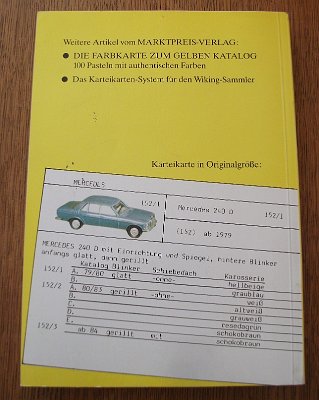 Weitere Artikel vom MARKTPREIS-VERLAG:
● DIE FARBKARTE ZUM GELBEN KATALOG
100 Pasteln mit authentischen Farben
● Das Karteikarten-System für den Wiking-Sammler
Karteikarte in Originalgröße:
MERCEDES 152/1 Mercedes 240 D 152/1
(152) ab 1979
MERCEDES 240 D mit Einrichtung und Spiegel, hintere Blinker
anfangs glatt, dann gerillt
Katalog Blinker Schiebedach Karosserie
152/1 A. 79/80 glatt -ohne- hellbeige
B. graublau
152/2 A. 80/83 gerillt -ohne- weiß
B. altweiß
C. grauweiß
D. resedagrün
E. schokobraun
152/3 ab 84 gerillt mit schokobraun